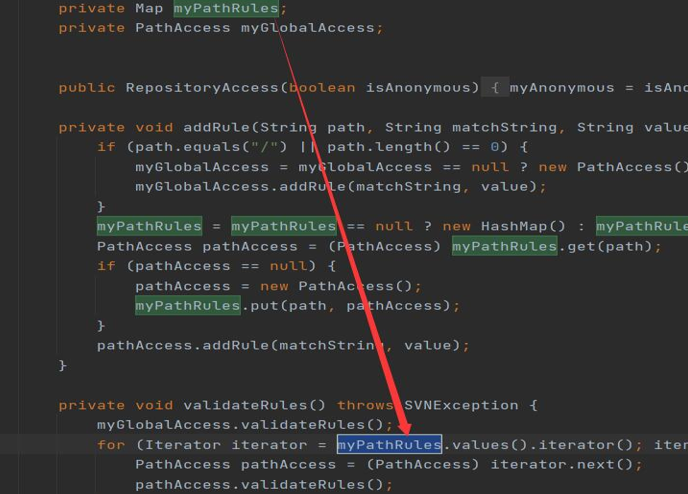 private Map myPathRules;
private PathAccess myGlobalAccess;
public RepositoryAccess(boolean isAnonymous) { myAnonymous = isAnon
private void addRule(String path, String matchString, String value
if (path.equals("/") || path.length() == 0) {
myGlobalAccess = myGlobalAccess == null ? new PathAccess()
myGlobalAccess.addRule(matchString, value);
}
myPathRules = myPathRules == null ? new HashMap() : myPathRule
PathAccess pathAccess = (PathAccess) myPathRules.get(path);
if (pathAccess == null) {
pathAccess = new PathAccess();
myPathRules.put(path, pathAccess);
}
pathAccess.addRule(matchString, value);
}
private void validateRules() throws SVNException {
myGlobalAccess.validateRules();
for (Iterator iterator = myPathRules.values().iterator(); iter
PathAccess pathAccess = (PathAccess) iterator.next();
pathAccess.validateRules();